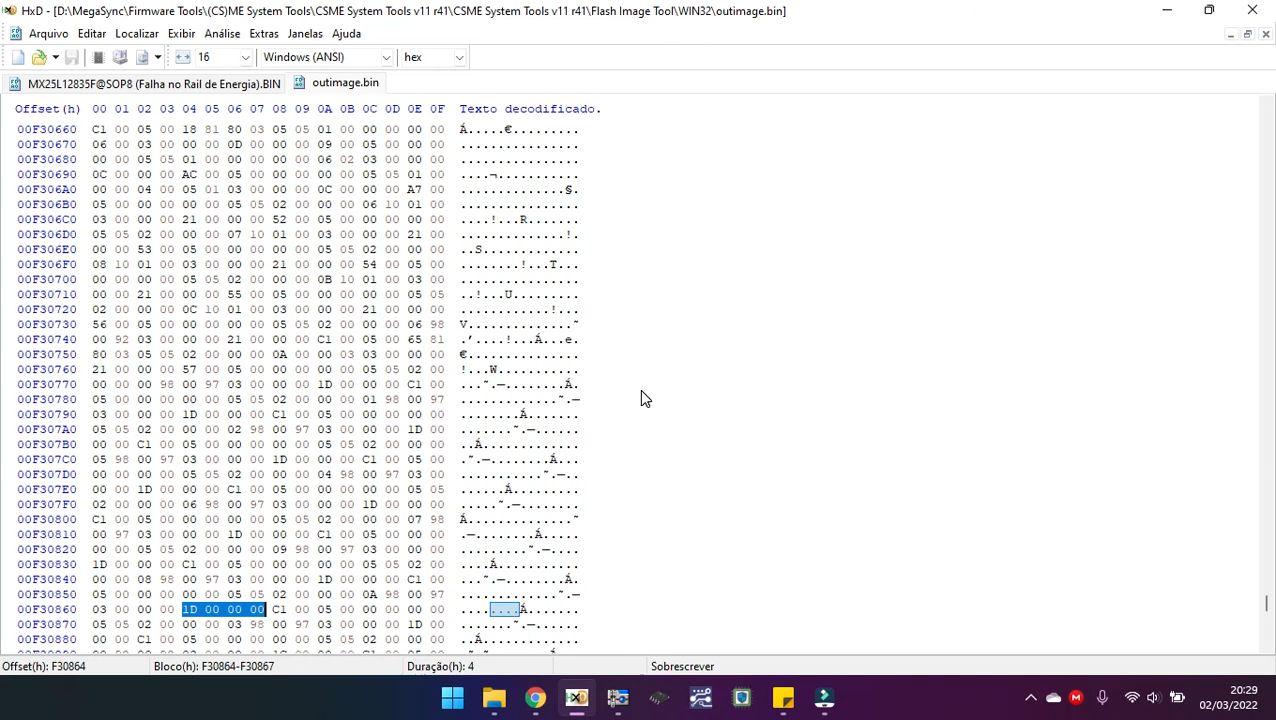 HxD - [D:\MegaSync\Firmware Tools\(CS)ME System Tools\CSME System Tools v11 r41\CSME System Tools v11 r41\Flash Image Tool\WIN32\outimage.bin]
Arquivo Editar Localizar Exibir Análise Extras Janelas Ajuda
16 Windows (ANSI) hex
MX25L12835F@SOP8 (Falha no Rail de Energia).BIN outimage.bin
Offset(h) 00 01 02 03 04 05 06 07 08 09 0A 0B 0C 0D 0E 0F Texto decodificado.
00F30660 C1 00 05 00 18 81 80 03 05 05 01 00 00 00 00 00 Á.....€.........
00F30670 06 00 03 00 00 00 0D 00 00 00 09 00 05 00 00 00 ................
00F30680 00 00 05 05 01 00 00 00 00 00 06 02 03 00 00 00 ................
00F30690 0C 00 00 00 AC 00 05 00 00 00 00 00 05 05 01 00 ....¬...........
00F306A0 00 00 04 00 05 01 03 00 00 00 0C 00 00 00 A7 00 ..............§.
00F306B0 05 00 00 00 00 00 05 05 02 00 00 00 06 10 01 00 ................
00F306C0 03 00 00 00 21 00 00 00 52 00 05 00 00 00 00 00 ....!...R.......
00F306D0 05 05 02 00 00 00 07 10 01 00 03 00 00 00 21 00 ..............!.
00F306E0 00 00 53 00 05 00 00 00 00 00 05 05 02 00 00 00 ..S.............
00F306F0 08 10 01 00 03 00 00 00 21 00 00 00 54 00 05 00 ........!...T...
00F30700 00 00 00 00 05 05 02 00 00 00 0B 10 01 00 03 00 ................
00F30710 00 00 21 00 00 00 55 00 05 00 00 00 00 00 05 05 ..!...U.........
00F30720 02 00 00 00 0C 10 01 00 03 00 00 00 21 00 00 00 ............!...
00F30730 56 00 05 00 00 00 00 00 05 05 02 00 00 00 06 98 V..............˜
00F30740 00 92 03 00 00 00 21 00 00 00 C1 00 05 00 65 81 .’....!...Á...e.
00F30750 80 03 05 05 02 00 00 00 0A 00 00 03 03 00 00 00 €...............
00F30760 21 00 00 00 57 00 05 00 00 00 00 00 05 05 02 00 !...W...........
00F30770 00 00 00 98 00 97 03 00 00 00 1D 00 00 00 C1 00 ...˜.—........Á.
00F30780 05 00 00 00 00 00 05 05 02 00 00 00 01 98 00 97 .............˜.—
00F30790 03 00 00 00 1D 00 00 00 C1 00 05 00 00 00 00 00 ........Á.......
00F307A0 05 05 02 00 00 00 02 98 00 97 03 00 00 00 1D 00 .......˜.—......
00F307B0 00 00 C1 00 05 00 00 00 00 00 05 05 02 00 00 00 ..Á.............
00F307C0 05 98 00 97 03 00 00 00 1D 00 00 00 C1 00 05 00 .˜.—........Á...
00F307D0 00 00 00 00 05 05 02 00 00 00 04 98 00 97 03 00 ...........˜.—..
00F307E0 00 00 1D 00 00 00 C1 00 05 00 00 00 00 00 05 05 ......Á.........
00F307F0 02 00 00 00 06 98 00 97 03 00 00 00 1D 00 00 00 .....˜.—........
00F30800 C1 00 05 00 00 00 00 00 05 05 02 00 00 00 07 98 Á..............˜
00F30810 00 97 03 00 00 00 1D 00 00 00 C1 00 05 00 00 00 .—........Á.....
00F30820 00 00 05 05 02 00 00 00 09 98 00 97 03 00 00 00 .........˜.—....
00F30830 1D 00 00 00 C1 00 05 00 00 00 00 00 05 05 02 00 ....Á...........
00F30840 00 00 08 98 00 97 03 00 00 00 1D 00 00 00 C1 00 ...˜.—........Á.
00F30850 05 00 00 00 00 00 05 05 02 00 00 00 0A 98 00 97 .............˜.—
00F30860 03 00 00 00 1D 00 00 00 C1 00 05 00 00 00 00 00 ........Á.......
00F30870 05 05 02 00 00 00 03 98 00 97 03 00 00 00 1D 00 .......˜.—......
00F30880 00 00 C1 00 05 00 00 00 00 00 05 05 02 00 00 00 ..Á.............
Offset(h): F30864 Bloco(h): F30864-F30867 Duração(h): 4 Sobrescrever
20:29
02/03/2022